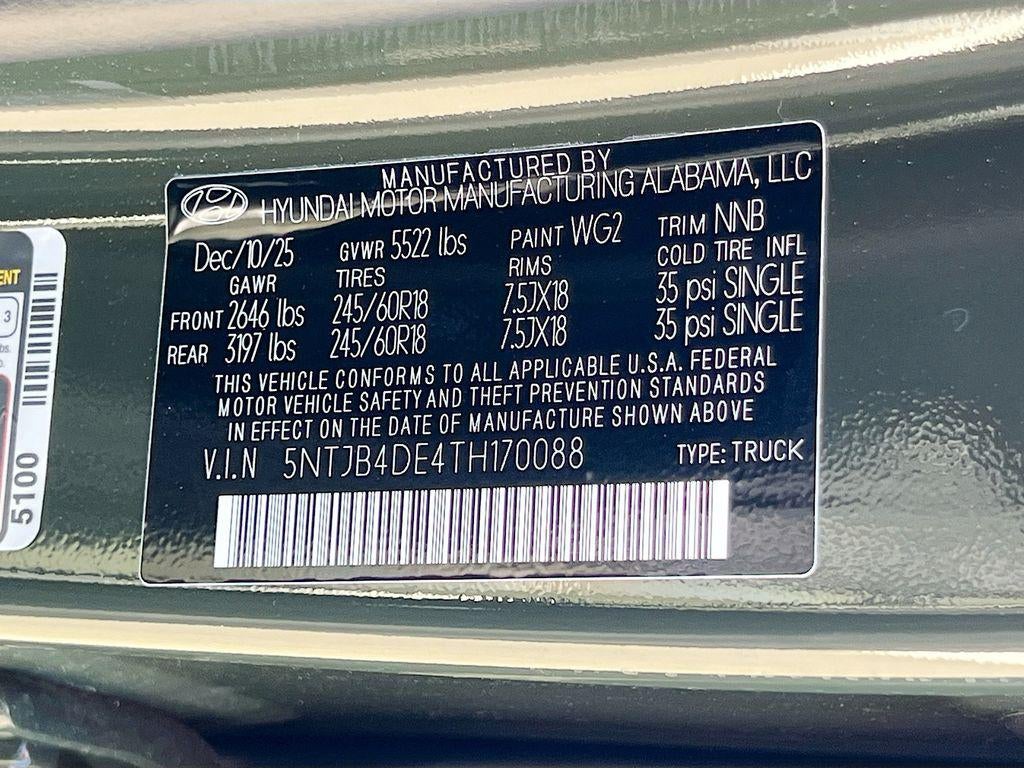 MANUFACTURED BY
HYUNDAI MOTOR MANUFACTURING ALABAMA, LLC
Dec/10/25 GVWR 5522 lbs PAINT WG2 TRIM NNB
GAWR TIRES RIMS COLD TIRE INFL
FRONT 2646 lbs 245/60R18 7.5JX18 35 psi SINGLE
REAR 3197 lbs 245/60R18 7.5JX18 35 psi SINGLE
THIS VEHICLE CONFORMS TO ALL APPLICABLE U.S.A. FEDERAL
MOTOR VEHICLE SAFETY AND THEFT PREVENTION STANDARDS
IN EFFECT ON THE DATE OF MANUFACTURE SHOWN ABOVE
V.I.N 5NTJB4DE4TH170088 TYPE: TRUCK
ENT
3
5100